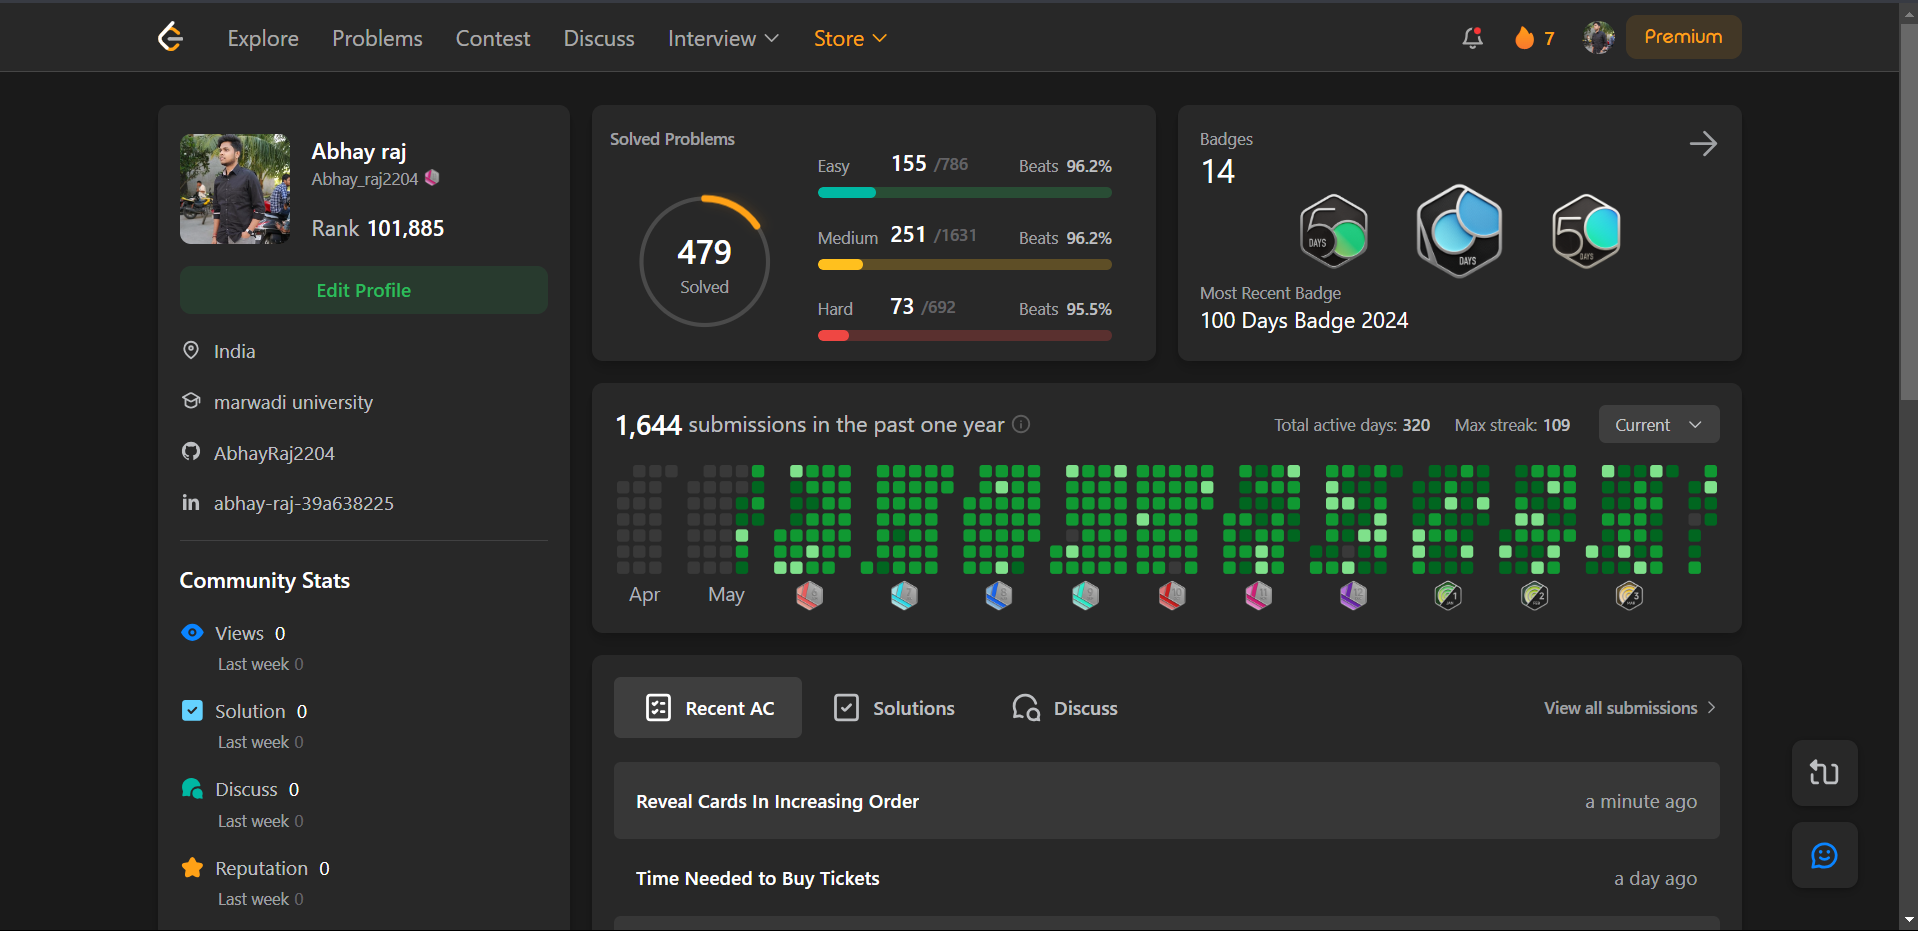 Explore Problems Contest Discuss Interview Store 7 Premium
Abhay raj
Abhay_raj2204
Rank 101,885
Edit Profile
India
marwadi university
AbhayRaj2204
in abhay-raj-39a638225
Community Stats
Views 0
Last week 0
Solution 0
Last week 0
Discuss 0
Last week 0
Reputation 0
Last week 0
Solved Problems
479
Solved
Easy 155 /786 Beats 96.2%
Medium 251 /1631 Beats 96.2%
Hard 73 /692 Beats 95.5%
Badges
14
50 DAYS
DAYS
50 DAYS
Most Recent Badge
100 Days Badge 2024
1,644 submissions in the past one year Total active days: 320 Max streak: 109 Current
Apr May
Recent AC Solutions Discuss View all submissions
Reveal Cards In Increasing Order a minute ago
Time Needed to Buy Tickets a day ago